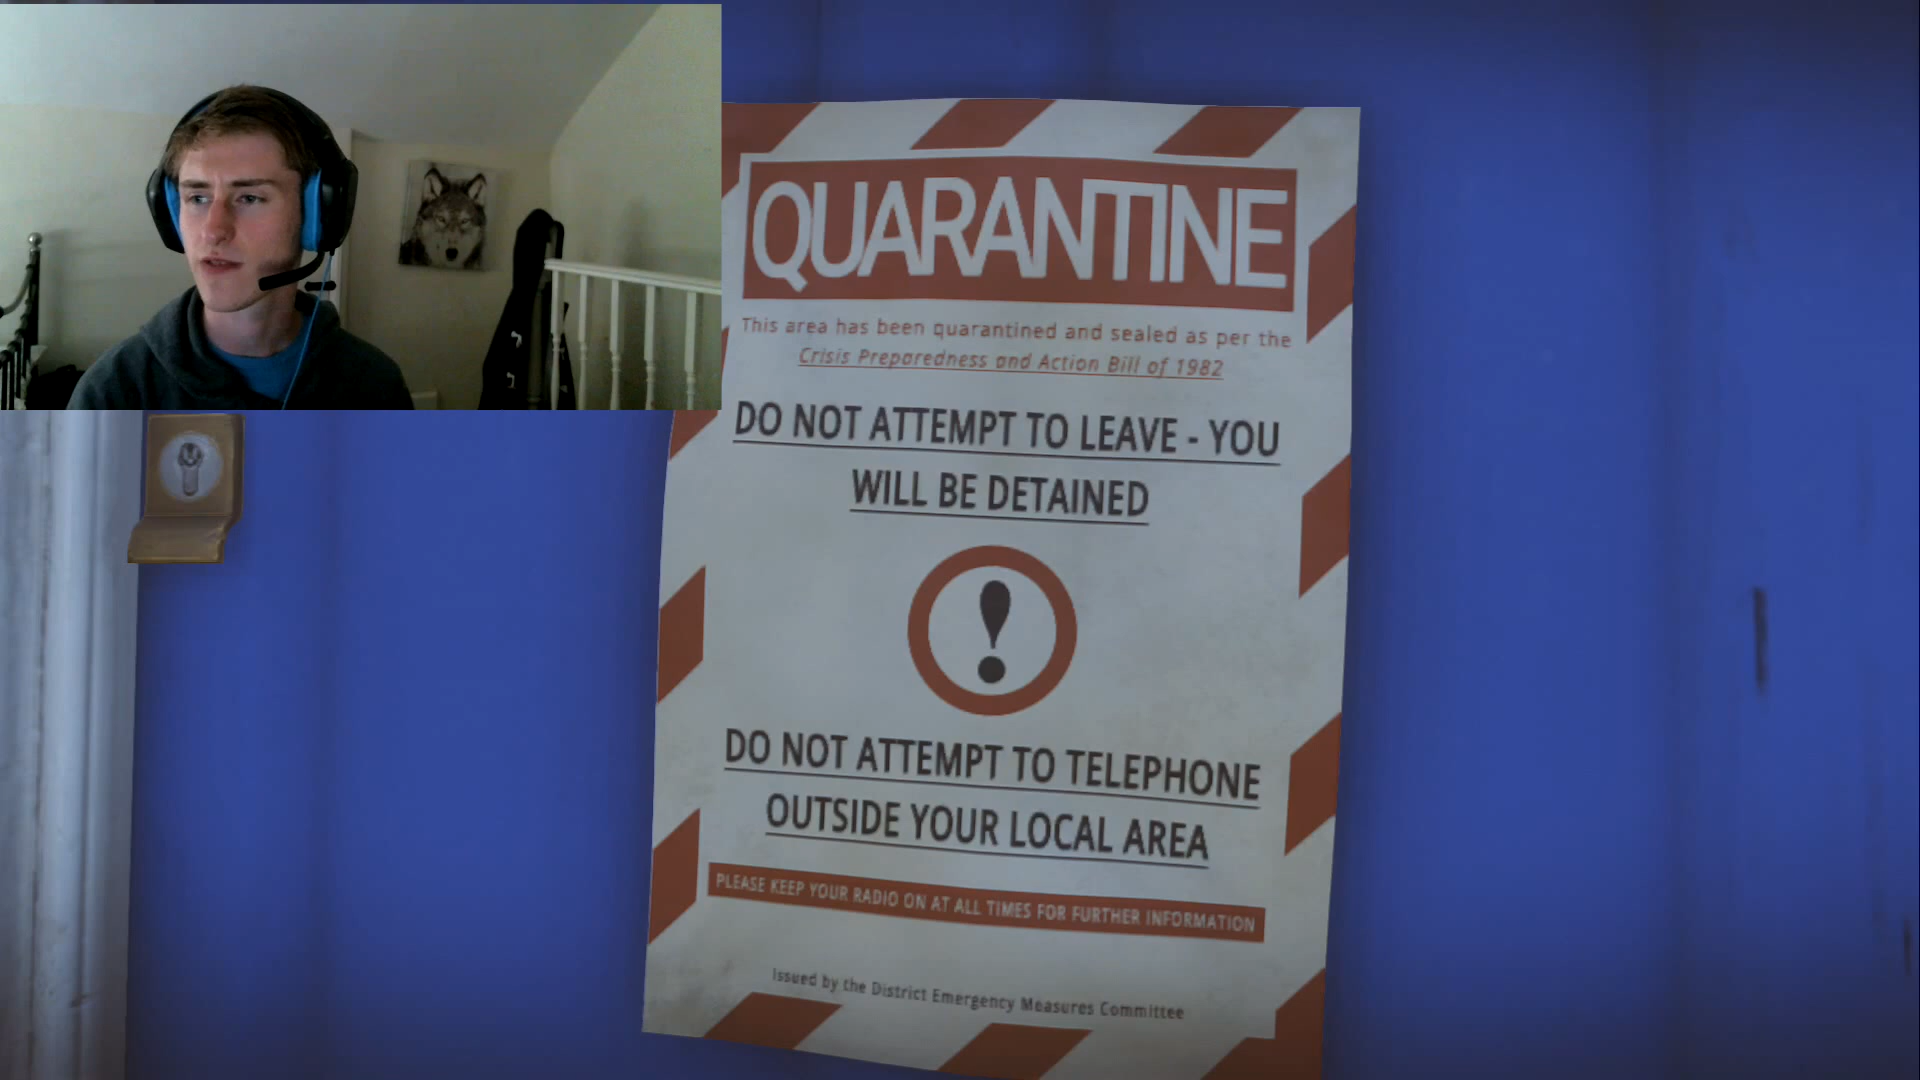 QUARANTINE
This area has been quarantined and sealed as per the
Crisis Preparedness and Action Bill of 1982
DO NOT ATTEMPT TO LEAVE - YOU
WILL BE DETAINED
!
DO NOT ATTEMPT TO TELEPHONE
OUTSIDE YOUR LOCAL AREA
PLEASE KEEP YOUR RADIO ON AT ALL TIMES FOR FURTHER INFORMATION
Issued by the District Emergency Measures Committee